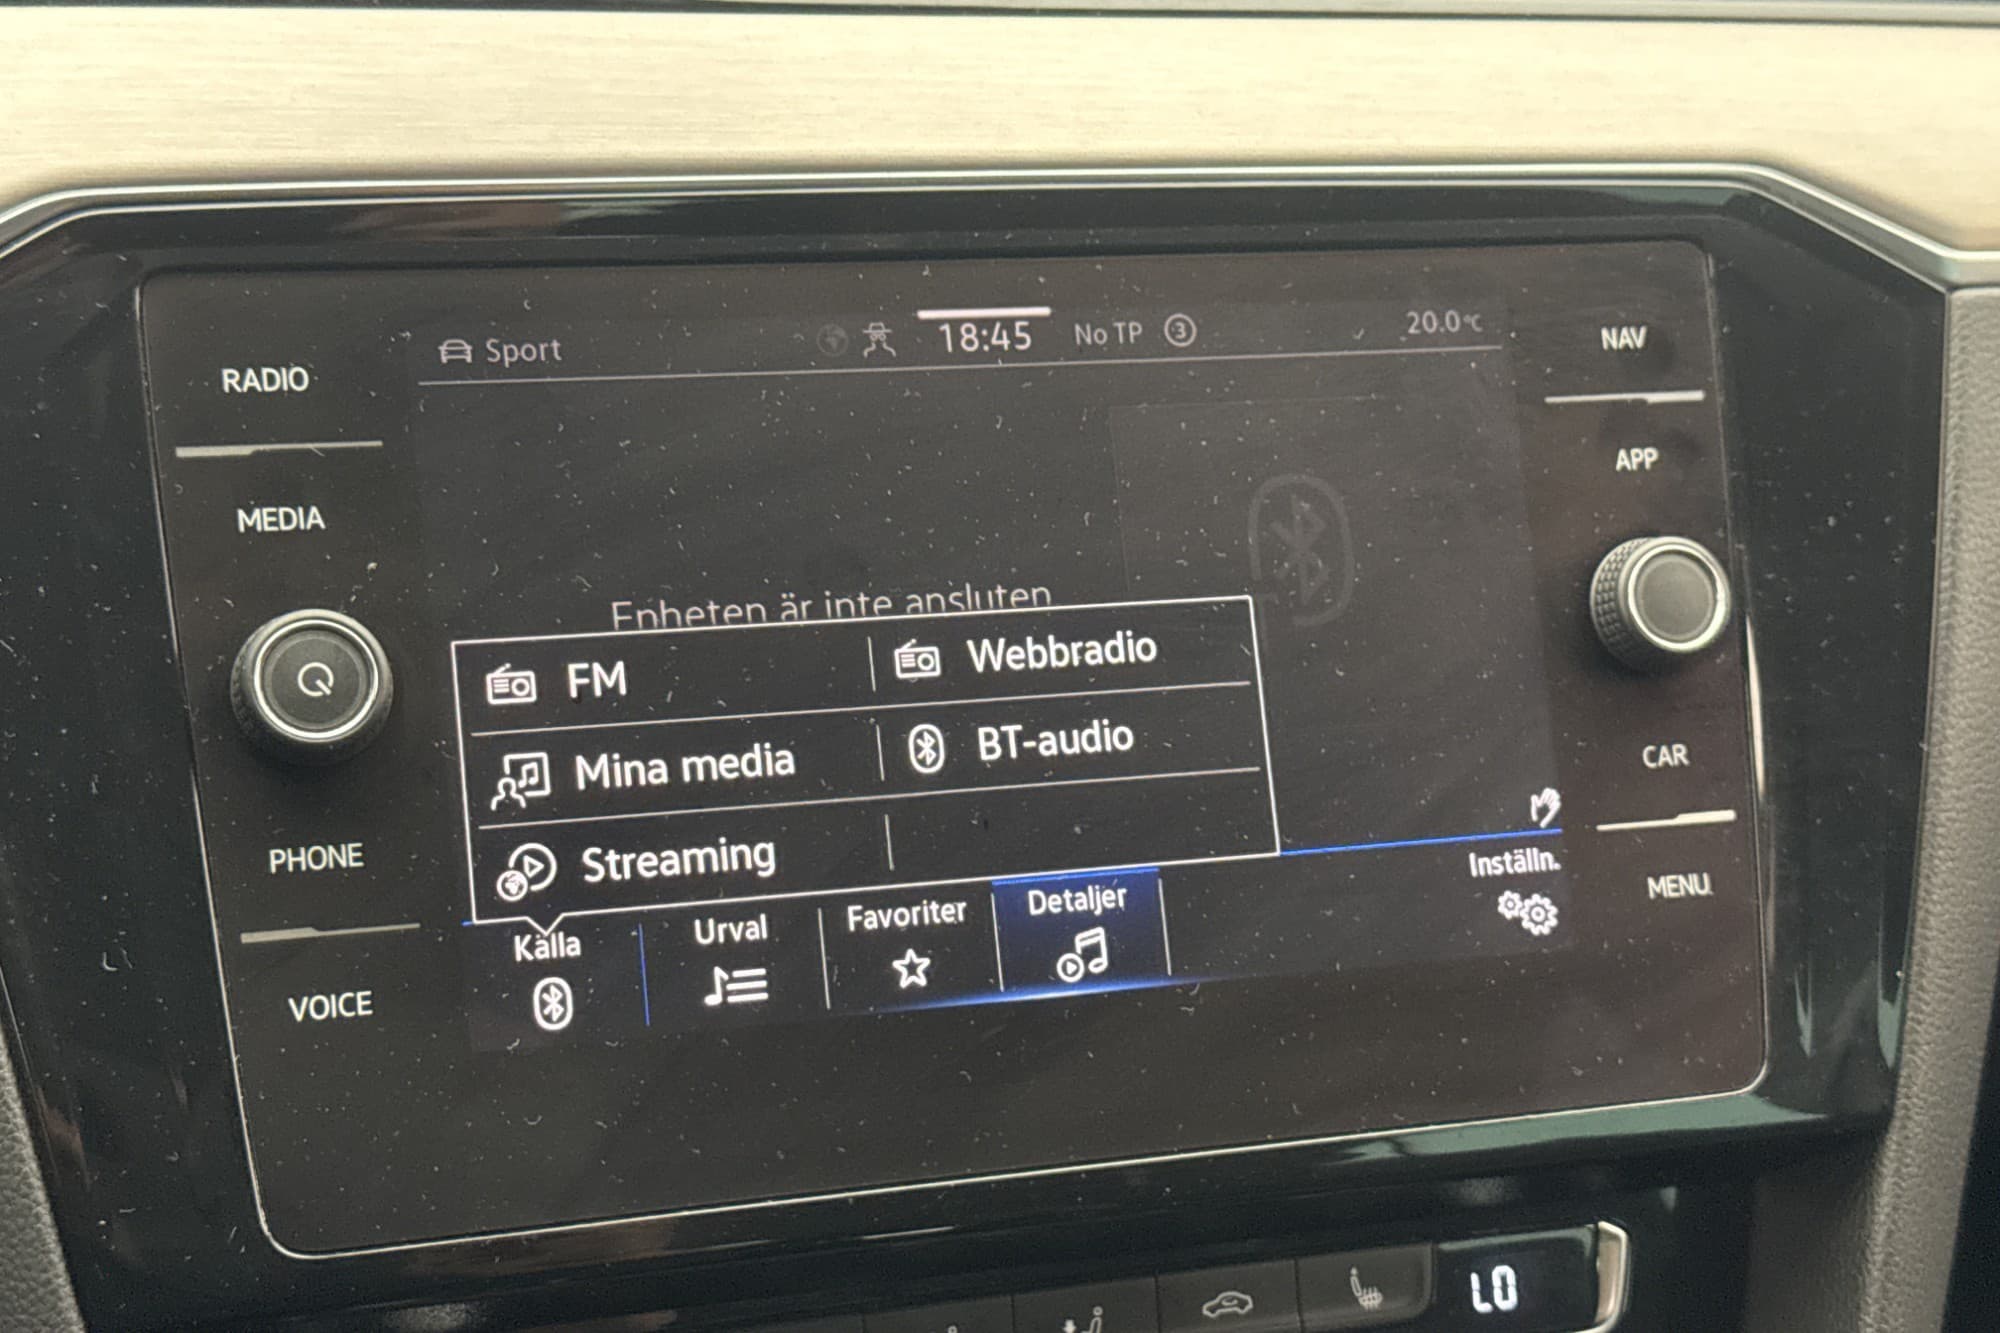 Sport 18:45 No TP 3 20.0°C
RADIO
MEDIA
PHONE
VOICE
NAV
APP
CAR
MENU
Enheten är inte ansluten
FM Webbradio
Mina media BT-audio
Streaming
Källa Urval Favoriter Detaljer Inställn.
LO